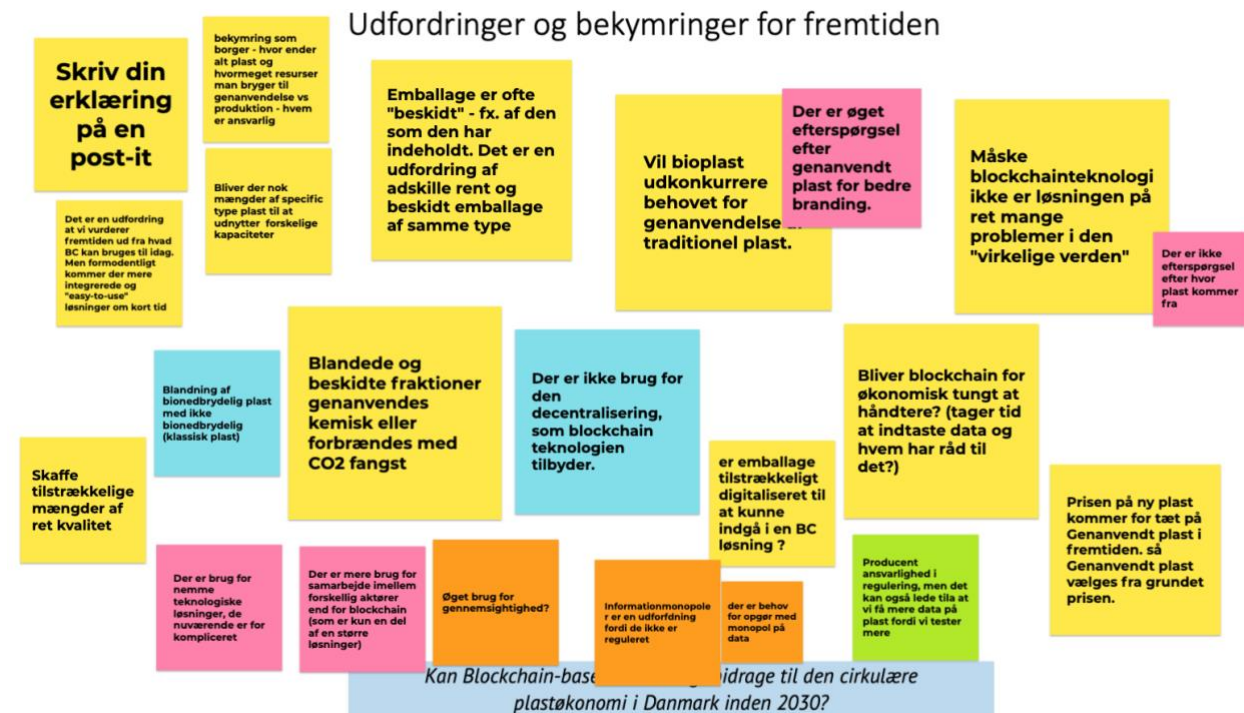 Udfordringer og bekymringer for fremtiden
Skriv din
erklæring
på en
post-it
bekymring som
borger - hvor ender
alt plast og
hvormeget resurser
man bryger til
genanvendelse vs
produktion - hvem
er ansvarlig
Emballage er ofte
"beskidt" - fx. af den
som den har
indeholdt. Det er en
udfordring af
adskille rent og
beskidt emballage
af samme type
Vil bioplast
udkonkurrere
behovet for
genanvendelse
traditionel plast.
Der er øget
efterspørgsel
efter
genanvendt
plast for bedre
branding.
Måske
blockchainteknologi
ikke er løsningen på
ret mange
problemer i den
"virkelige verden"
Der er ikke
efterspørgsel
efter hvor
plast kommer
fra
Det er en udfordring
at vi vurderer
fremtiden ud fra hvad
BC kan bruges til idag.
Men formodentligt
kommer der mere
integrerede og
"easy-to-use"
løsninger om kort tid
Bliver der nok
mængder af specific
type plast til at
udnytter forskelige
kapaciteter
Blandning af
bionedbrydelig plast
med ikke
bionedbrydelig
(klassisk plast)
Blandede og
beskidte fraktioner
genanvendes
kemisk eller
forbrændes med
CO2 fangst
Der er ikke brug for
den
decentralisering,
som blockchain
teknologien
tilbyder.
Bliver blockchain for
økonomisk tungt at
håndtere? (tager tid
at indtaste data og
hvem har råd til
det?)
Skaffe
tilstrækkelige
mængder af
ret kvalitet
er emballage
tilstrækkeligt
digitaliseret til
at kunne
indgå i en BC
løsning ?
Prisen på ny plast
kommer for tæt på
Genanvendt plast i
fremtiden. så
Genanvendt plast
vælges fra grundet
prisen.
Der er brug for
nemme
teknologiske
løsninger, de
nuværende er for
kompliceret
Der er mere brug for
samarbejde imellem
forskellig aktører
end for blockchain
(som er kun en del
af en større
løsninger)
Øget brug for
gennemsightighed?
Informationmonopole
r er en udforfdning
fordi de ikke er
reguleret
der er behov
for opgør med
monopol på
data
Producent
ansvarlighed i
regulering, men det
kan også lede tila at
vi få mere data på
plast fordi vi tester
mere
Kan Blockchain-base bidrage til den cirkulære
plastøkonomi i Danmark inden 2030?